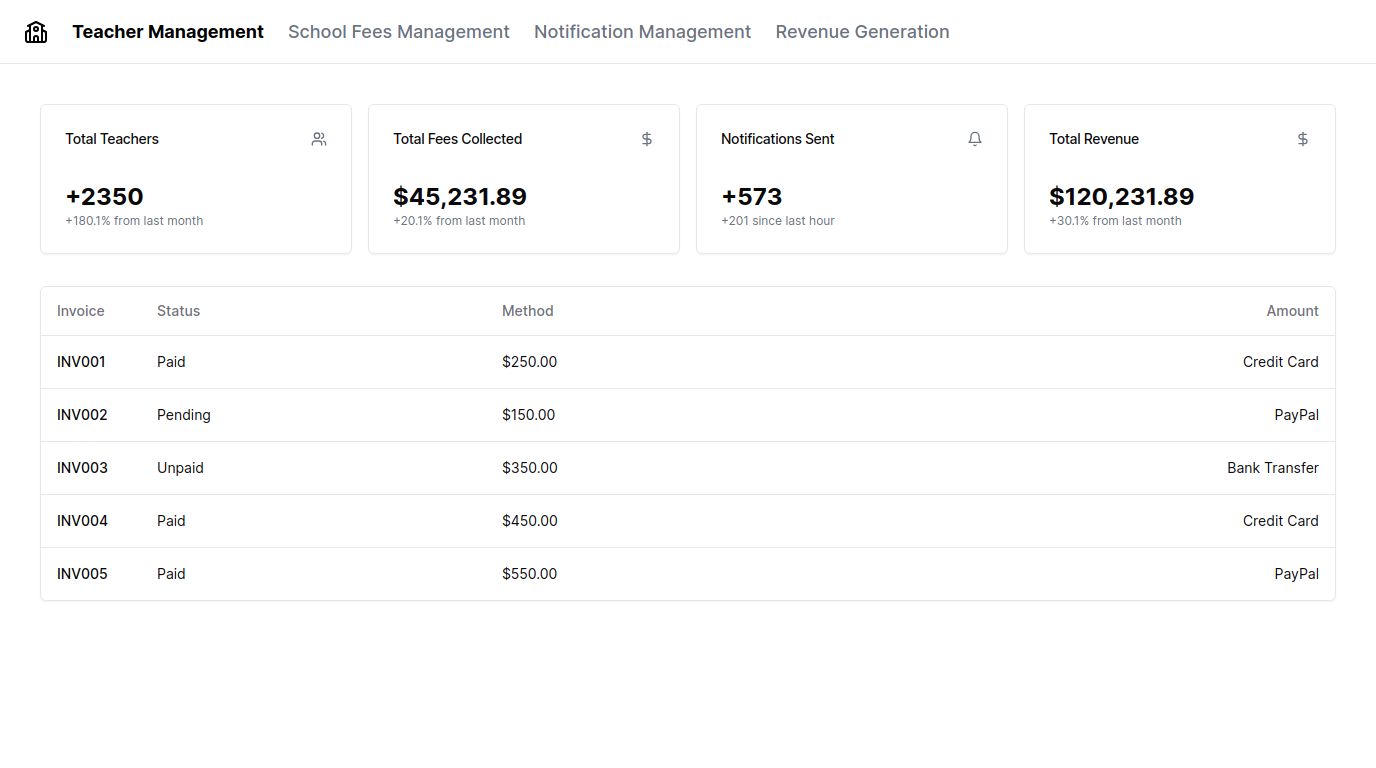 Teacher Management School Fees Management Notification Management Revenue Generation
Total Teachers
+2350
+180.1% from last month
Total Fees Collected
$45,231.89
+20.1% from last month
Notifications Sent
+573
+201 since last hour
Total Revenue
$120,231.89
+30.1% from last month
Invoice Status Method Amount
INV001 Paid $250.00 Credit Card
INV002 Pending $150.00 PayPal
INV003 Unpaid $350.00 Bank Transfer
INV004 Paid $450.00 Credit Card
INV005 Paid $550.00 PayPal